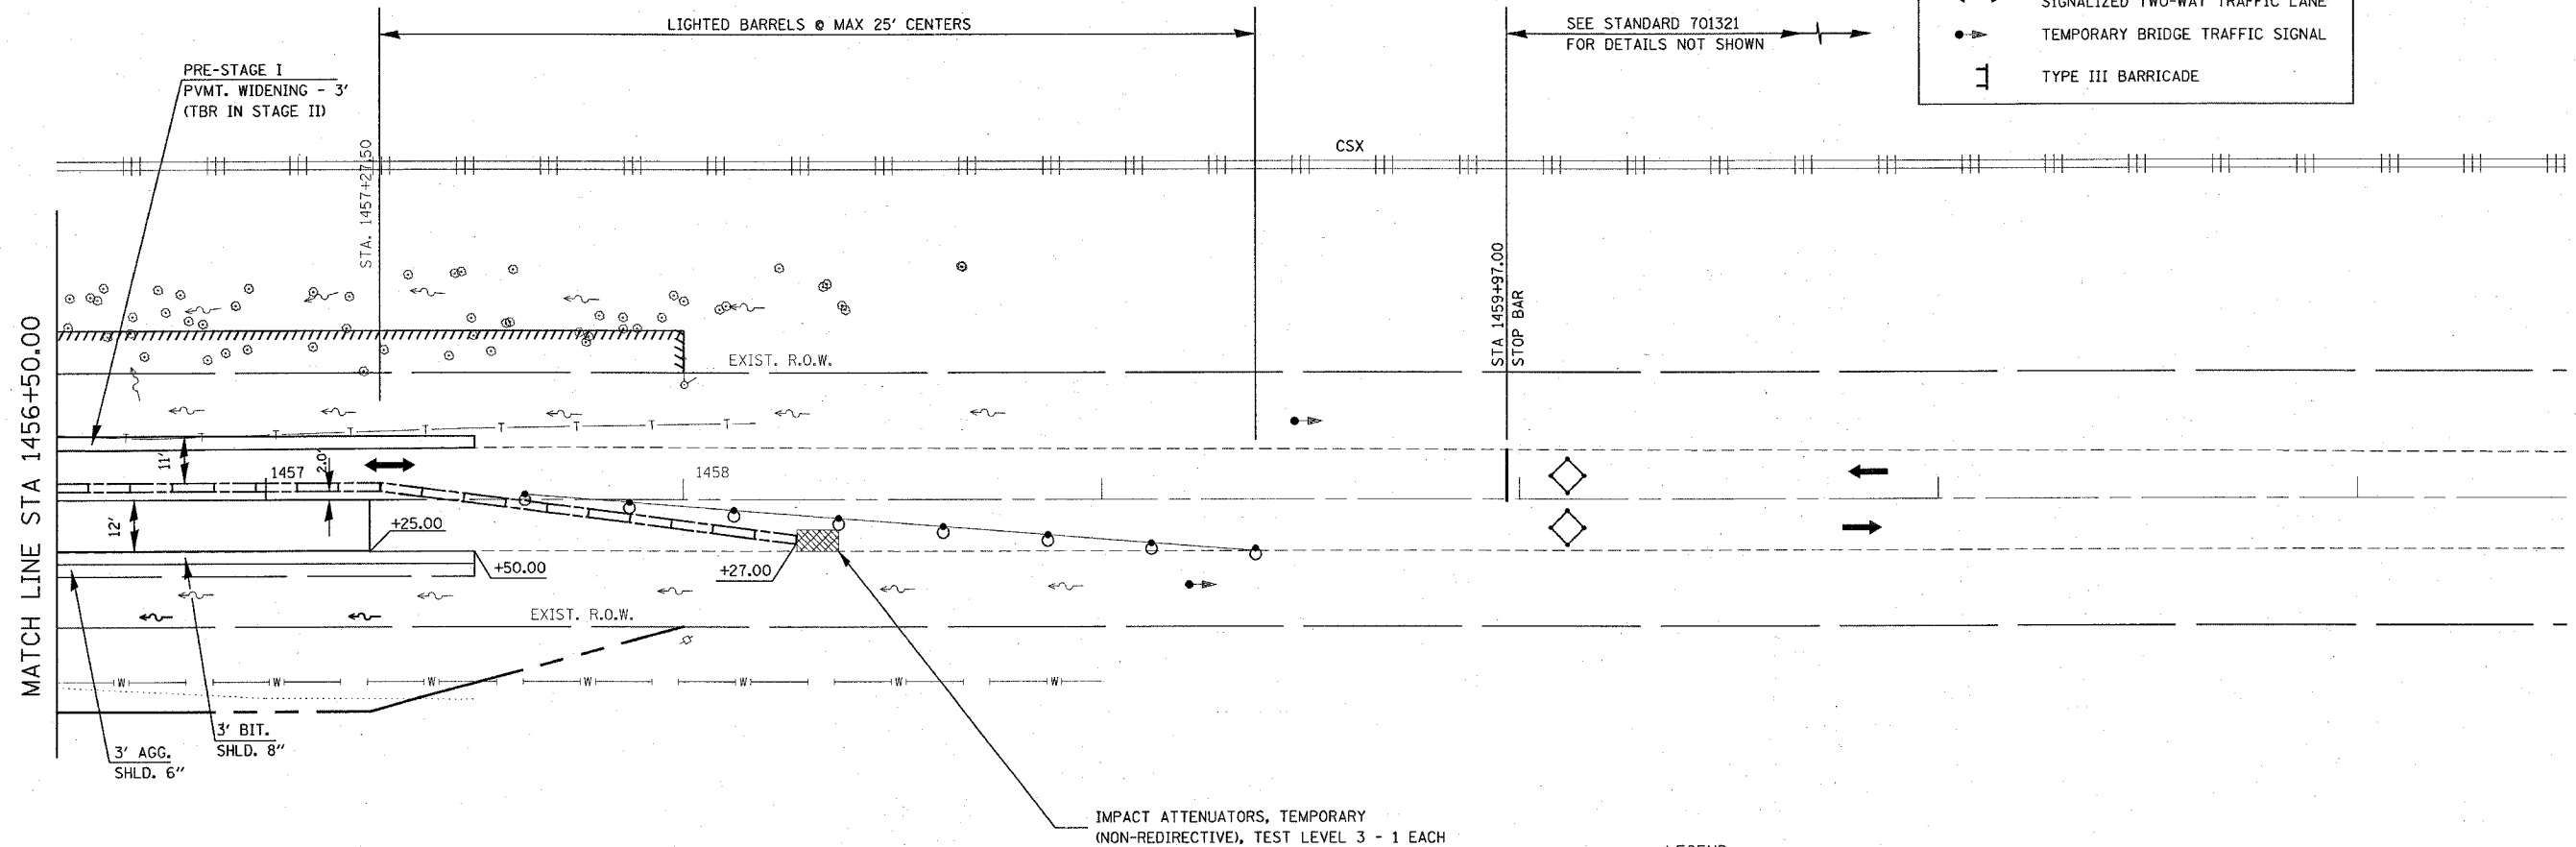 LIGHTED BARRELS @ MAX 25' CENTERS
SEE STANDARD 701321
FOR DETAILS NOT SHOWN
SIGNALIZED TWO-WAY TRAFFIC LANE
TEMPORARY BRIDGE TRAFFIC SIGNAL
TYPE III BARRICADE
PRE-STAGE I
PVMT. WIDENING - 3'
(TBR IN STAGE II)
CSX
STA. 1457+27.50
STA 1459+97.00
STOP BAR
MATCH LINE STA 1456+50.00
EXIST. R.O.W.
T T T T T T T T T
11'
1457
2.0'
1458
12'
+25.00
+50.00
+27.00
EXIST. R.O.W.
W W W W W W W
3' BIT.
SHLD. 8"
3' AGG.
SHLD. 6"
IMPACT ATTENUATORS, TEMPORARY
(NON-REDIRECTIVE), TEST LEVEL 3 - 1 EACH
LEGEND